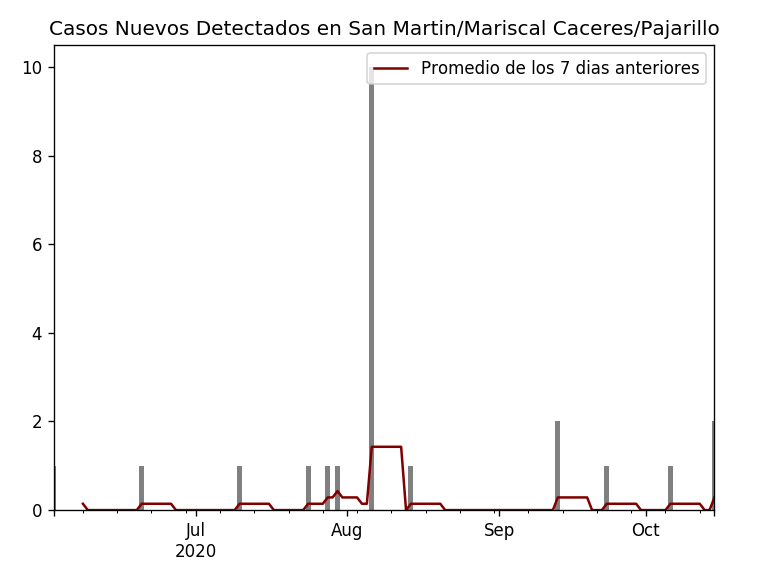 Casos Nuevos Detectados en San Martin/Mariscal Caceres/Pajarillo
Promedio de los 7 dias anteriores
10
8
6
4
2
0
Jul Aug Sep Oct
2020